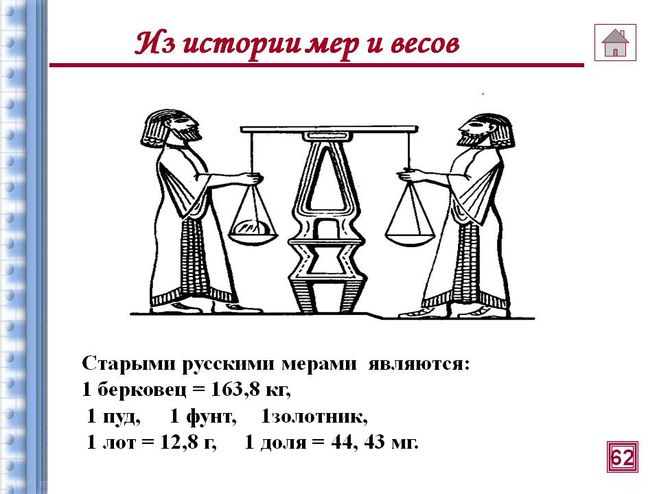 Из истории мер и весов
Старыми русскими мерами являются:
1 берковец = 163,8 кг,
1 пуд, 1 фунт, 1золотник,
1 лот = 12,8 г, 1 доля = 44, 43 мг.
62